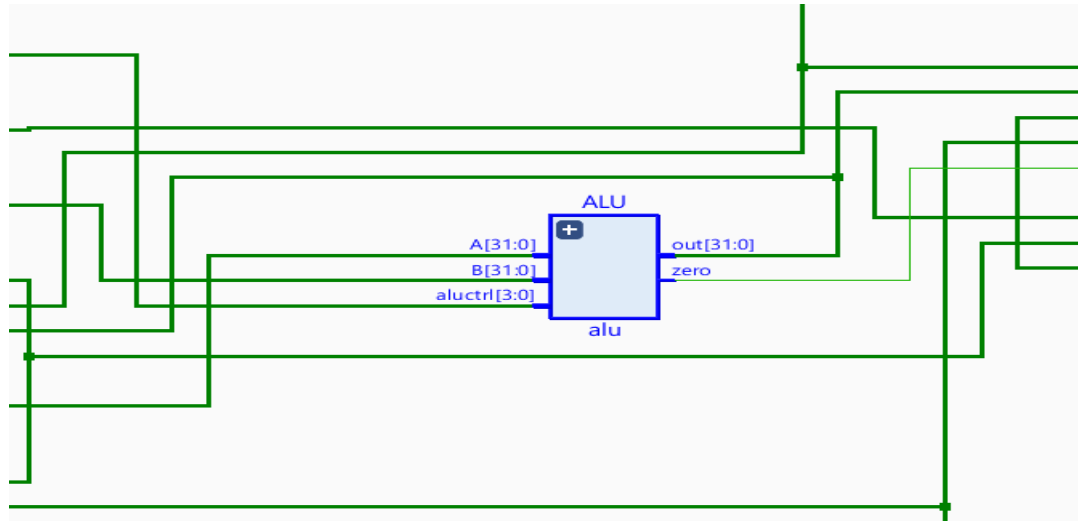 ALU
A[31:0]
out[31:0]
B[31:0]
zero
aluctrl[3:0]
alu